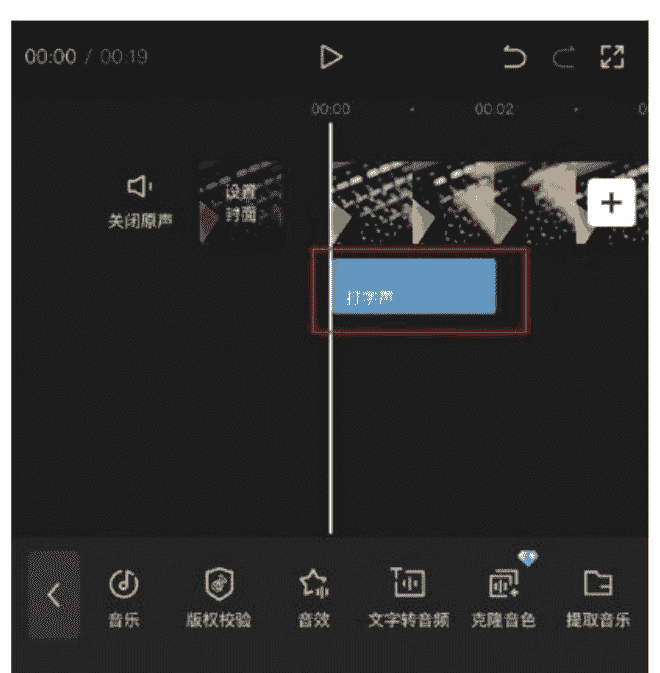 00:00 / 00:19
00:00
00:02
0
关闭原声
设置
封面
打字声
音乐
版权校验
音效
文字转音频
克隆音色
提取音乐